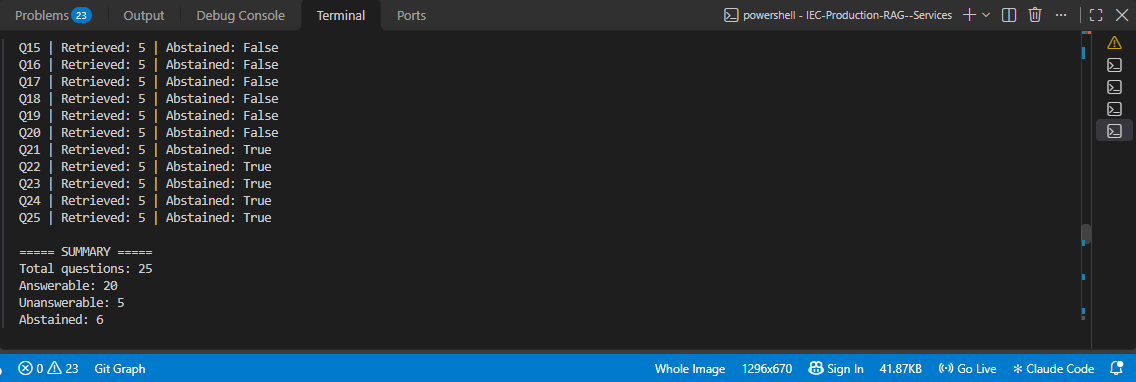 Problems 23 Output Debug Console Terminal Ports powershell - IEC-Production-RAG--Services
Q15 | Retrieved: 5 | Abstained: False
Q16 | Retrieved: 5 | Abstained: False
Q17 | Retrieved: 5 | Abstained: False
Q18 | Retrieved: 5 | Abstained: False
Q19 | Retrieved: 5 | Abstained: False
Q20 | Retrieved: 5 | Abstained: False
Q21 | Retrieved: 5 | Abstained: True
Q22 | Retrieved: 5 | Abstained: True
Q23 | Retrieved: 5 | Abstained: True
Q24 | Retrieved: 5 | Abstained: True
Q25 | Retrieved: 5 | Abstained: True
===== SUMMARY =====
Total questions: 25
Answerable: 20
Unanswerable: 5
Abstained: 6
0 23 Git Graph Whole Image 1296x670 Sign In 41.87KB Go Live Claude Code